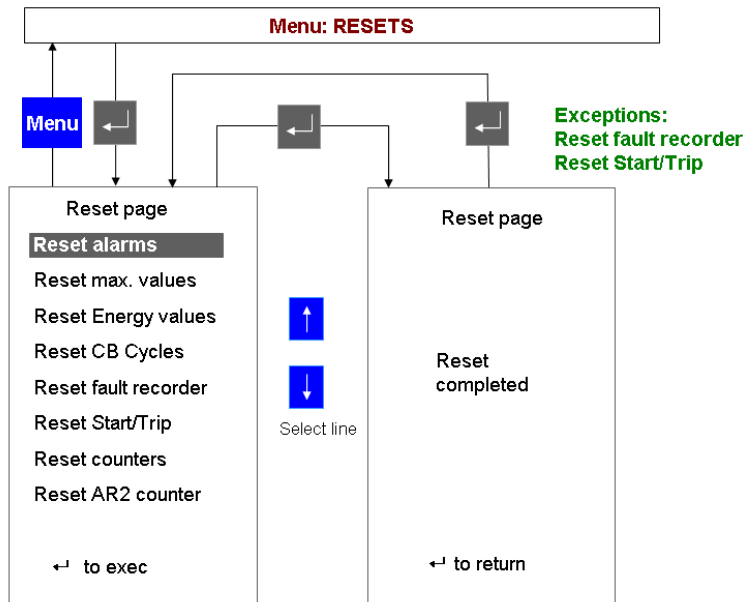 Menu: RESETS
Menu
Exceptions:
Reset fault recorder
Reset Start/Trip
Reset page
Reset alarms
Reset max. values
Reset Energy values
Reset CB Cycles
Reset fault recorder
Reset Start/Trip
Reset counters
Reset AR2 counter
↵ to exec
Select line
Reset page
Reset
completed
↵ to return